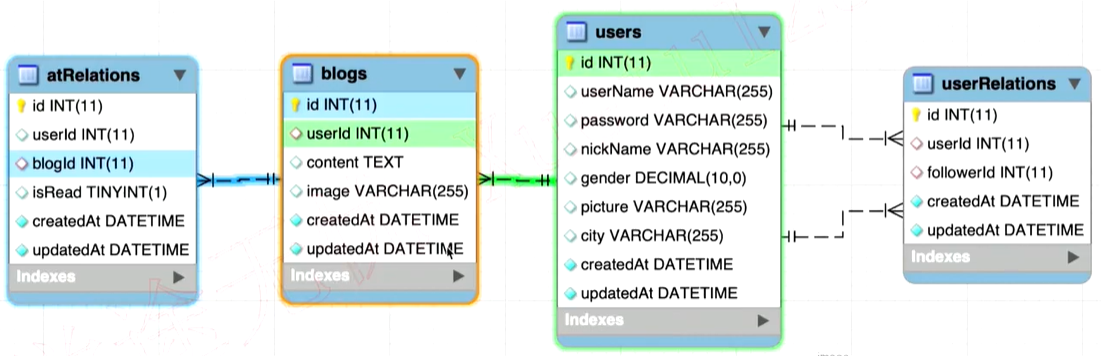 atRelations
id INT(11)
userId INT(11)
blogId INT(11)
isRead TINYINT(1)
createdAt DATETIME
updatedAt DATETIME
Indexes
blogs
id INT(11)
userId INT(11)
content TEXT
image VARCHAR(255)
createdAt DATETIME
updatedAt DATETIME
Indexes
users
id INT(11)
userName VARCHAR(255)
password VARCHAR(255)
nickName VARCHAR(255)
gender DECIMAL(10,0)
picture VARCHAR(255)
city VARCHAR(255)
createdAt DATETIME
updatedAt DATETIME
Indexes
userRelations
id INT(11)
userId INT(11)
followerId INT(11)
createdAt DATETIME
updatedAt DATETIME
Indexes